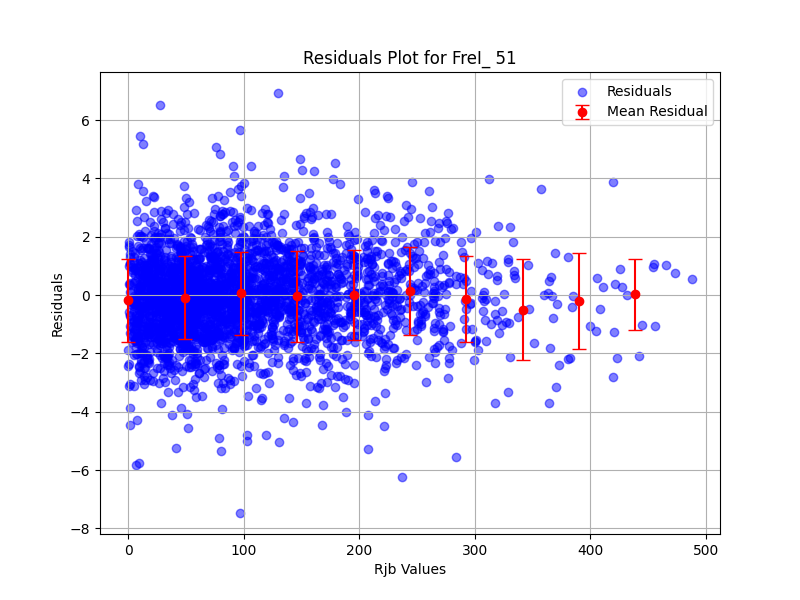 Residuals Plot for FreI_ 51
Residuals
Mean Residual
Residuals
6
4
2
0
−2
−4
−6
−8
0 100 200 300 400 500
Rjb Values